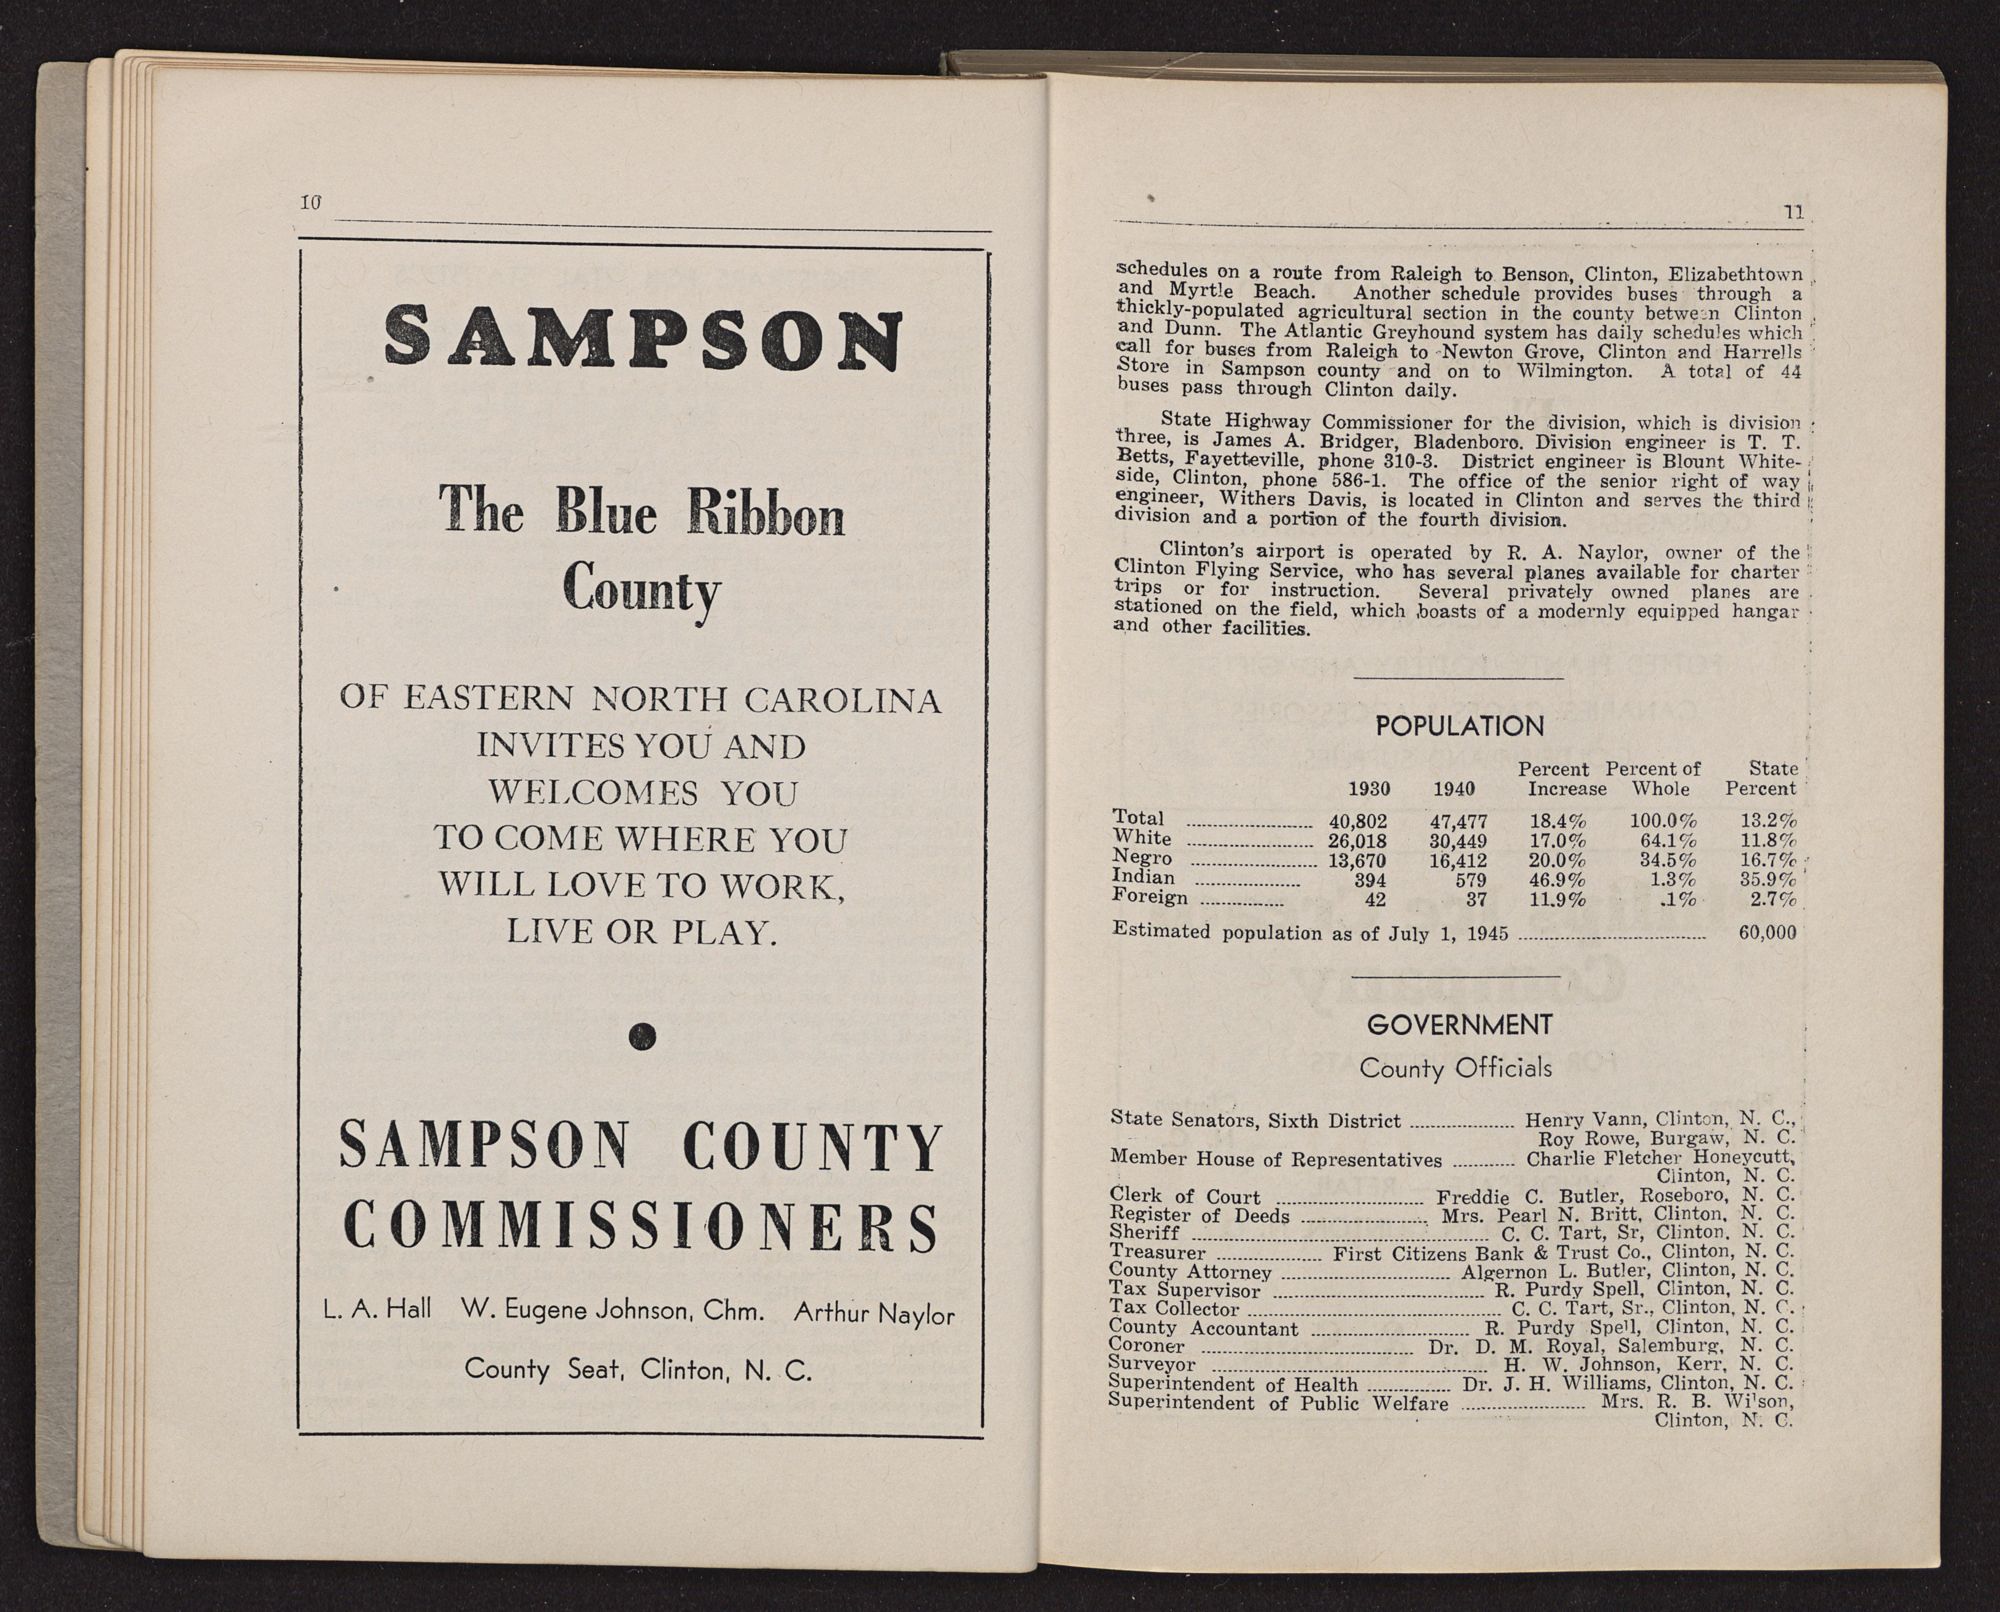 10
SAMPSON
The Blue Ribbon
County
OF EASTERN NORTH CAROLINA
INVITES YOU AND
WELCOMES YOU
TO COME WHERE YOU
WILL LOVE TO WORK,
LIVE OR PLAY.
SAMPSON COUNTY
COMMISSIONERS
L. A. Hall W. Eugene Johnson, Chm. Arthur Naylor
County Seat, Clinton, N. C.
11
schedules on a route from Raleigh to Benson, Clinton, Elizabethtown
and Myrtle Beach. Another schedule provides buses through a
thickly-populated agricultural section in the county between Clinton
and Dunn. The Atlantic Greyhound system has daily schedules which
call for buses from Raleigh to Newton Grove, Clinton and Harrells
Store in Sampson county and on to Wilmington. A total of 44
buses pass through Clinton daily.
State Highway Commissioner for the division, which is division
three, is James A. Bridger, Bladenboro. Division engineer is T. T.
Betts, Fayetteville, phone 310-3. District engineer is Blount White-
side, Clinton, phone 586-1. The office of the senior right of way
engineer, Withers Davis, is located in Clinton and serves the third
division and a portion of the fourth division.
Clinton's airport is operated by R. A. Naylor, owner of the
Clinton Flying Service, who has several planes available for charter
trips or for instruction. Several privately owned planes are
stationed on the field, which boasts of a modernly equipped hangar
and other facilities.
POPULATION
Percent Percent of State
1930 1940 Increase Whole Percent
Total 40,802 47,477 18.4% 100.0% 13.2%
White 26,018 30,449 17.0% 64.1% 11.8%
Negro 13,670 16,412 20.0% 34.5% 16.7%
Indian 394 579 46.9% 1.3% 35.9%
Foreign 42 37 11.9% .1% 2.7%
Estimated population as of July 1, 1945 60,000
GOVERNMENT
County Officials
State Senators, Sixth District Henry Vann, Clinton, N. C.,
Roy Rowe, Burgaw, N. C.
Member House of Representatives Charlie Fletcher Honeycutt,
Clinton, N. C.
Clerk of Court Freddie C. Butler, Roseboro, N. C.
Register of Deeds Mrs. Pearl N. Britt, Clinton, N. C.
Sheriff C. C. Tart, Sr, Clinton, N. C.
Treasurer First Citizens Bank & Trust Co., Clinton, N. C.
County Attorney Algernon L. Butler, Clinton, N. C.
Tax Supervisor R. Purdy Spell, Clinton, N. C.
Tax Collector C. C. Tart, Sr., Clinton, N. C.
County Accountant R. Purdy Spell, Clinton, N. C.
Coroner Dr. D. M. Royal, Salemburg, N. C.
Surveyor H. W. Johnson, Kerr, N. C.
Superintendent of Health Dr. J. H. Williams, Clinton, N. C.
Superintendent of Public Welfare Mrs. R. B. Wilson,
Clinton, N. C.